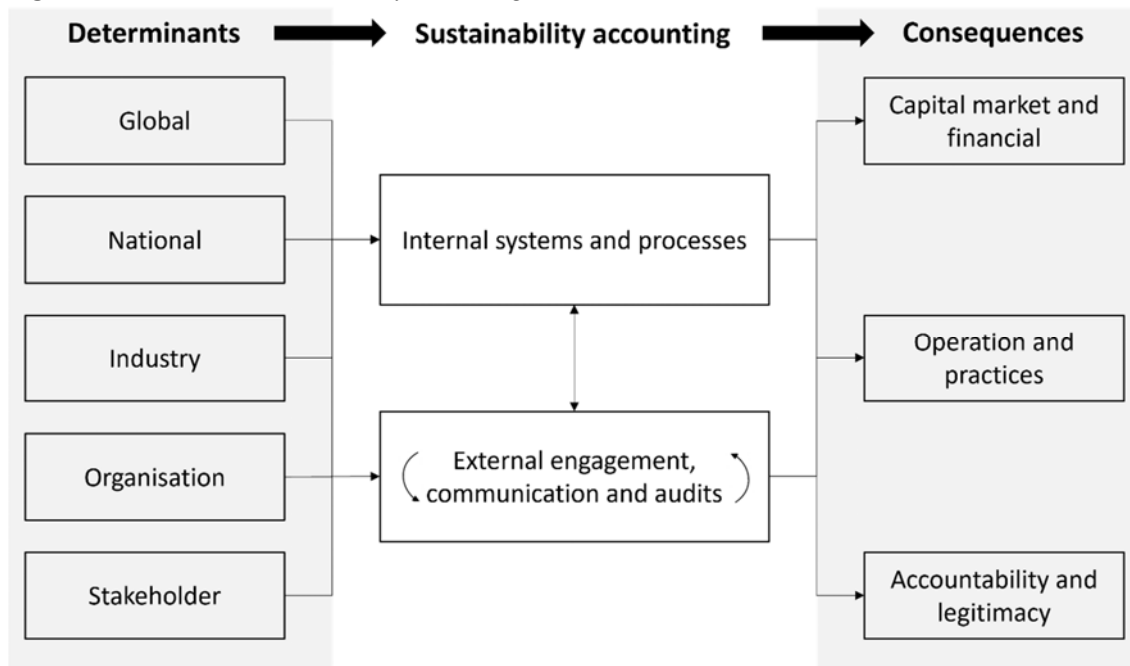 Determinants
Sustainability accounting
Consequences
Global
National
Industry
Organisation
Stakeholder
Internal systems and processes
External engagement,
communication and audits
Capital market and
financial
Operation and
practices
Accountability and
legitimacy